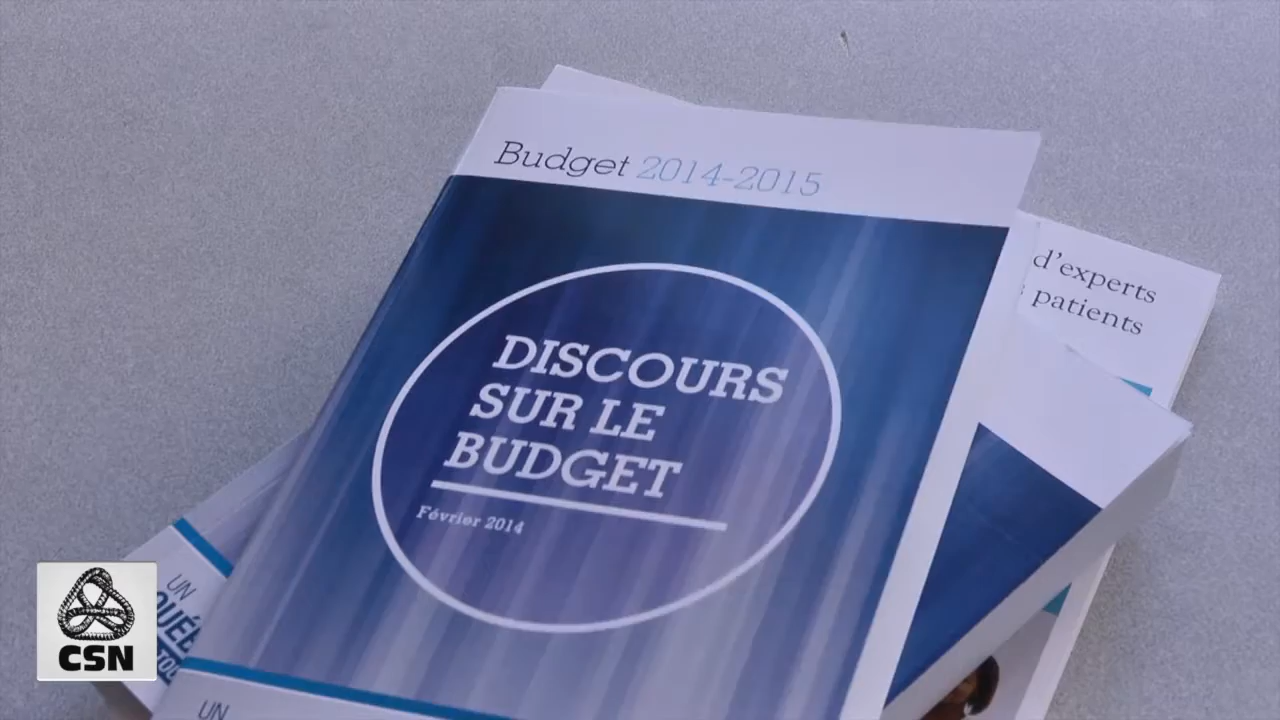 Budget 2014-2015
DISCOURS
SUR LE
BUDGET
Février 2014
d'experts
patients
UN
UN
CSN